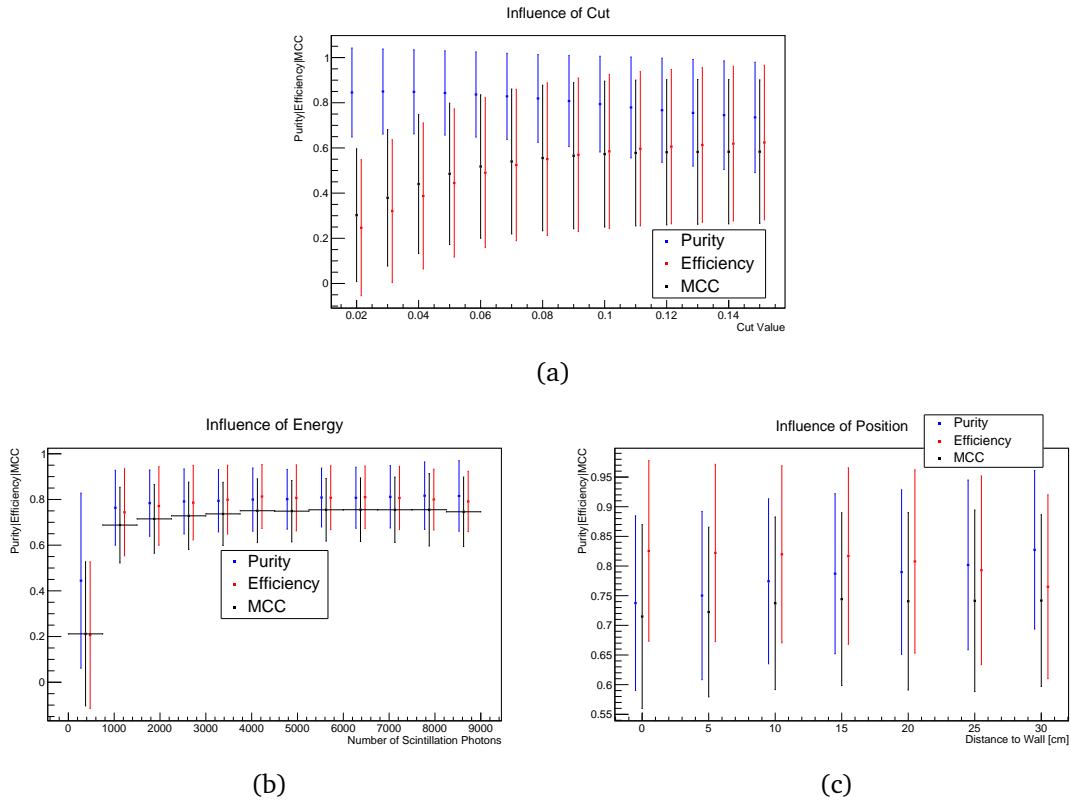 Influence of Cut
Purity|Efficiency|MCC
1
0.8
0.6
0.4
0.2
0
Purity
Efficiency
MCC
0.02 0.04 0.06 0.08 0.1 0.12 0.14
Cut Value
(a)
Influence of Energy
Purity|Efficiency|MCC
1
0.8
0.6
0.4
0.2
0
Purity
Efficiency
MCC
0 1000 2000 3000 4000 5000 6000 7000 8000 9000
Number of Scintillation Photons
(b)
Influence of Position
Purity
Efficiency
MCC
Purity|Efficiency|MCC
0.95
0.9
0.85
0.8
0.75
0.7
0.65
0.6
0.55
0 5 10 15 20 25 30
Distance to Wall [cm]
(c)